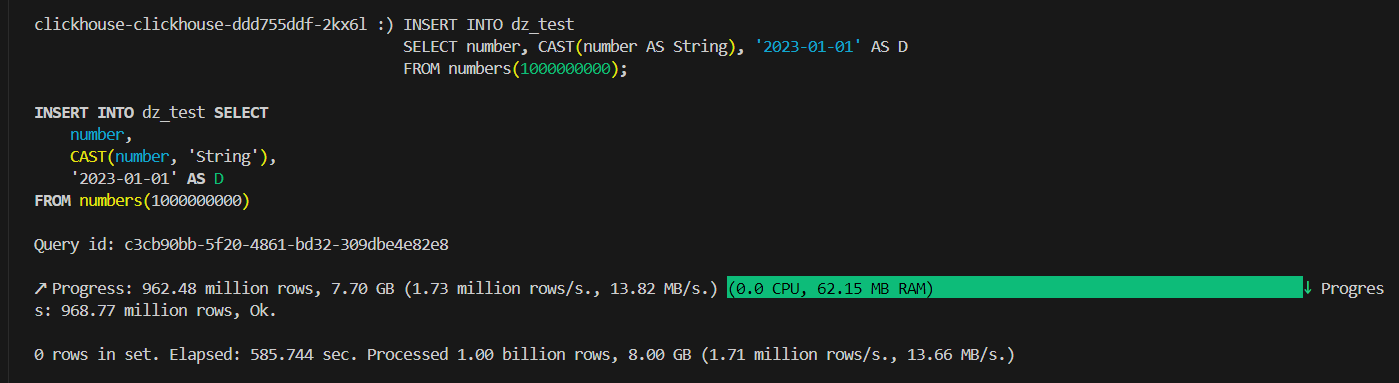 clickhouse-clickhouse-ddd755ddf-2kx6l :) INSERT INTO dz_test
SELECT number, CAST(number AS String), '2023-01-01' AS D
FROM numbers(1000000000);
INSERT INTO dz_test SELECT
number,
CAST(number, 'String'),
'2023-01-01' AS D
FROM numbers(1000000000)
Query id: c3cb90bb-5f20-4861-bd32-309dbe4e82e8
↗ Progress: 962.48 million rows, 7.70 GB (1.73 million rows/s., 13.82 MB/s.) (0.0 CPU, 62.15 MB RAM)↓ Progres
s: 968.77 million rows, Ok.
0 rows in set. Elapsed: 585.744 sec. Processed 1.00 billion rows, 8.00 GB (1.71 million rows/s., 13.66 MB/s.)